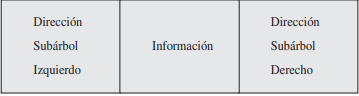 Dirección
Subárbol
Izquierdo
Información
Dirección
Subárbol
Derecho